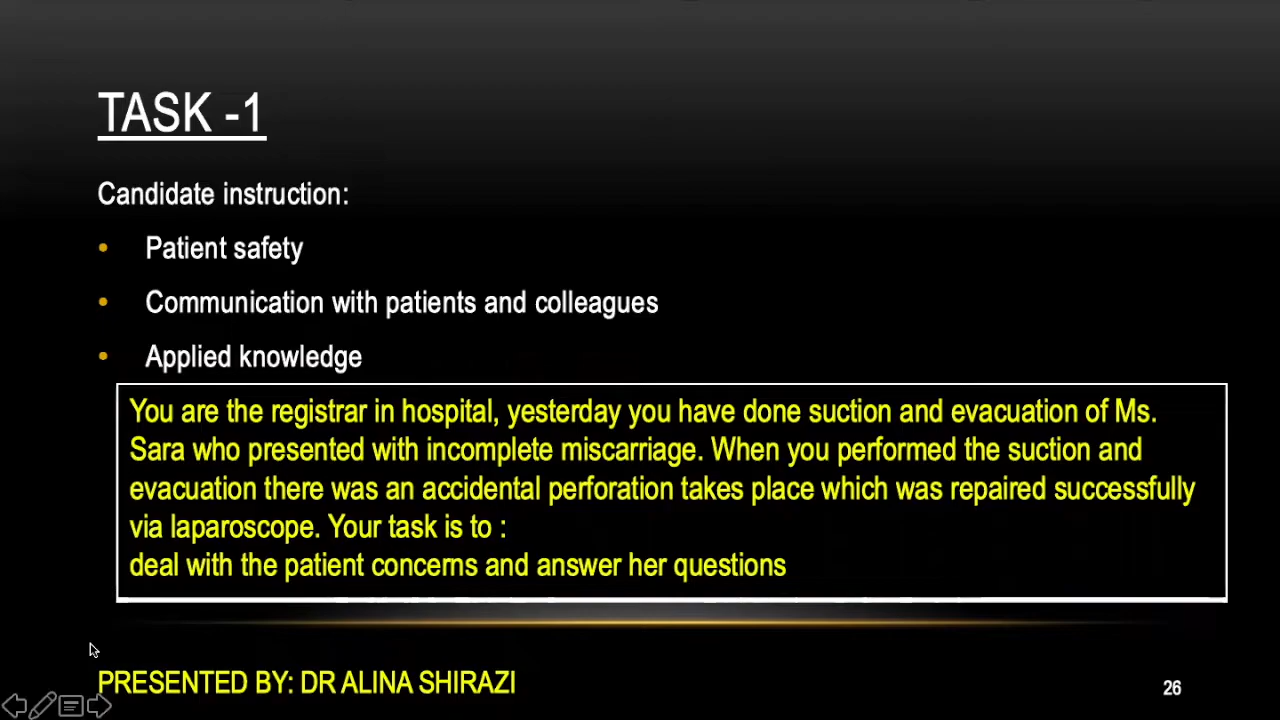 TASK -1
Candidate instruction:
• Patient safety
• Communication with patients and colleagues
• Applied knowledge
You are the registrar in hospital, yesterday you have done suction and evacuation of Ms.
Sara who presented with incomplete miscarriage. When you performed the suction and
evacuation there was an accidental perforation takes place which was repaired successfully
via laparoscope. Your task is to :
deal with the patient concerns and answer her questions
PRESENTED BY: DR ALINA SHIRAZI
26